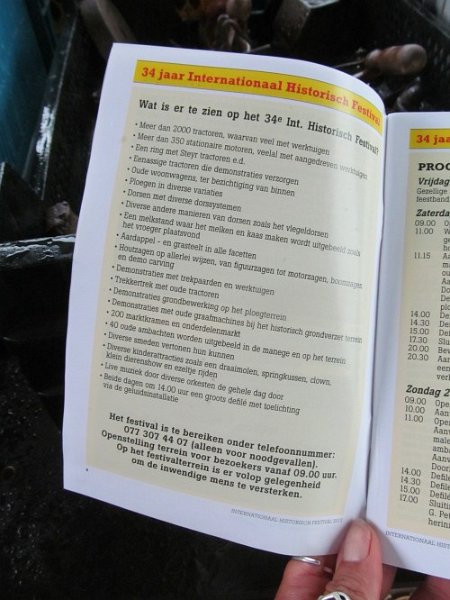 34 jaar Internationaal Historisch Festival
Wat is er te zien op het 34e Int. Historisch Festival?
• Meer dan 2000 tractoren, waarvan veel met werktuigen
• Meer dan 350 stationaire motoren, veelal met aangedreven werktuigen
• Een ring met Steyr tractoren e.d.
• Eenassige tractoren die demonstraties verzorgen
• Oude woonwagens, ter bezichtiging van binnen
• Ploegen in diverse variaties
• Dorsen met diverse dorssystemen
• Diverse andere manieren van dorsen zoals het vlegeldorsen
• Een melkstand waar het melken en kaas maken wordt uitgebeeld zoals
het vroeger plaatsvond
• Aardappel - en grasteelt in alle facetten
• Houtzagen op allerlei wijzen, van figuurzagen tot motorzagen, boomzagen
en demo carving
• Demonstraties met trekpaarden en werktuigen
• Trekkertrek met oude tractoren
• Demonstraties grondbewerking op het ploegterrein
• Demonstraties met oude graafmachines bij het historisch grondverzet terrein
• 200 marktkramen en onderdelenmarkt
• 40 oude ambachten worden uitgebeeld in de manege en op het terrein
• Diverse smeden vertonen hun kunnen
• Diverse kinderattracties zoals een draaimolen, springkussen, clown,
klein dierenshow en ezeltje rijden
• Live muziek door diverse orkesten de gehele dag door
• Beide dagen om 14.00 uur een groots defilé met toelichting
via de geluidsinstallatie
Het festival is te bereiken onder telefoonnummer:
077 307 44 07 (alleen voor noodgevallen).
Openstelling terrein voor bezoekers vanaf 09.00 uur.
Op het festivalterrein is er volop gelegenheid
om de inwendige mens te versterken.
INTERNATIONAAL HISTORISCH FESTIVAL
34 jaar
PROG
Vrijdag
Gezellige
feestband
Zaterda
09.00
11.00
11.15
14.00
14.30
15.00
17.30
20.00
20.30
Zondag 2
09.00
10.00
11.00
14.00
14.30
15.00
17.00
G. Pet
INTERNATIONAAL HIST